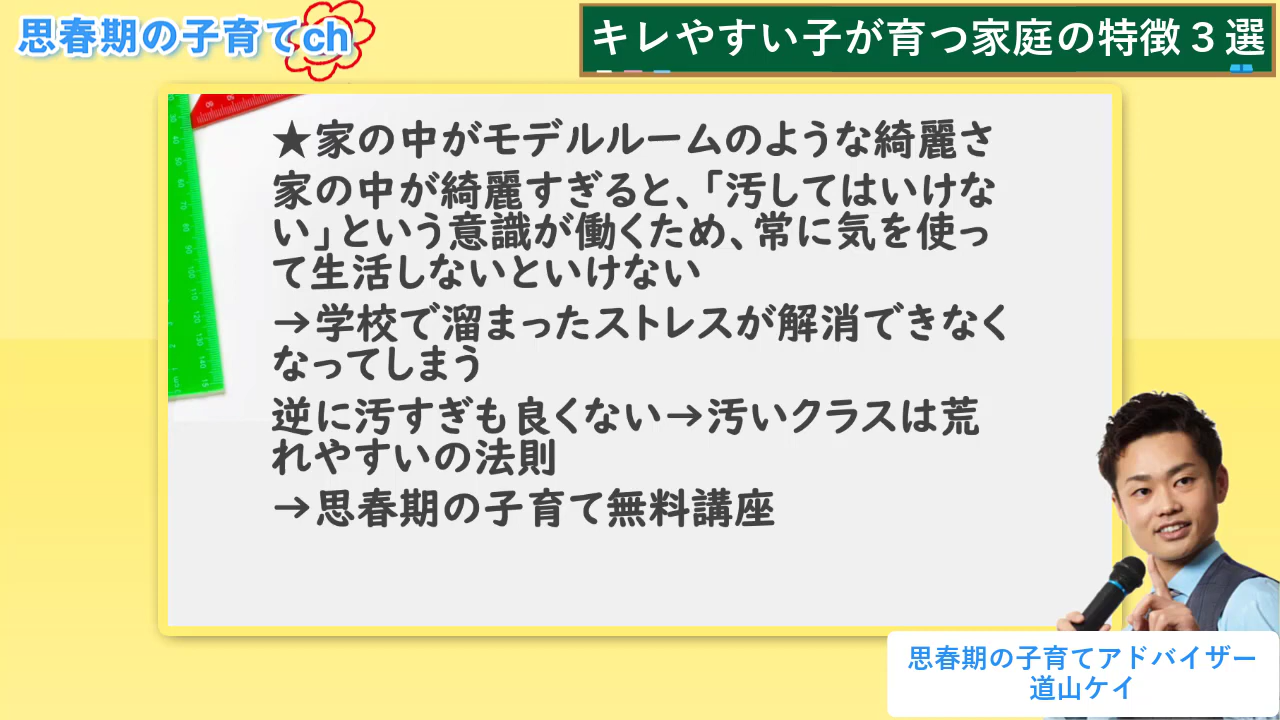 思春期の子育てch
キレやすい子が育つ家庭の特徴３選
★家の中がモデルルームのような綺麗さ
家の中が綺麗すぎると、「汚してはいけな
い」という意識が働くため、常に気を使っ
て生活しないといけない
→学校で溜まったストレスが解消できなく
なってしまう
逆に汚すぎも良くない→汚いクラスは荒
れやすいの法則
→思春期の子育て無料講座
思春期の子育てアドバイザー
道山ケイ